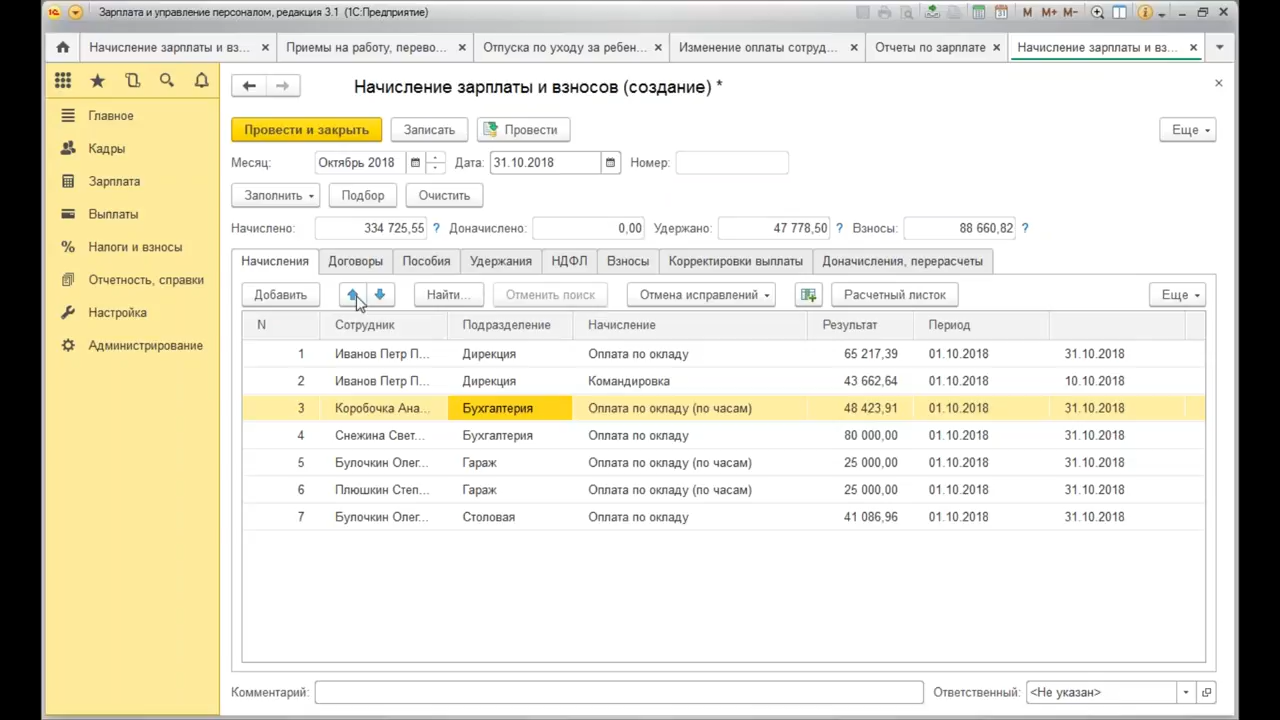 Зарплата и управление персоналом, редакция 3.1 (1С:Предприятие)
M M+ M-
Начисление зарплаты и вз... × Приемы на работу, перево... × Отпуска по уходу за ребен... × Изменение оплаты сотруд... × Отчеты по зарплате × Начисление зарплаты и вз... ×
Главное
Кадры
Зарплата
Выплаты
Налоги и взносы
Отчетность, справки
Настройка
Администрирование
Начисление зарплаты и взносов (создание) *
Провести и закрыть Записать Провести Еще
Месяц: Октябрь 2018 Дата: 31.10.2018 Номер:
Заполнить Подбор Очистить
Начислено: 334 725,55 ? Доначислено: 0,00 Удержано: 47 778,50 ? Взносы: 88 660,82 ?
Начисления Договоры Пособия Удержания НДФЛ Взносы Корректировки выплаты Доначисления, перерасчеты
Добавить Найти... Отменить поиск Отмена исправлений Расчетный листок Еще
N Сотрудник Подразделение Начисление Результат Период
1 Иванов Петр П... Дирекция Оплата по окладу 65 217,39 01.10.2018 31.10.2018
2 Иванов Петр П... Дирекция Командировка 43 662,64 01.10.2018 10.10.2018
3 Коробочка Ана... Бухгалтерия Оплата по окладу (по часам) 48 423,91 01.10.2018 31.10.2018
4 Снежина Свет... Бухгалтерия Оплата по окладу 80 000,00 01.10.2018 31.10.2018
5 Булочкин Олег... Гараж Оплата по окладу (по часам) 25 000,00 01.10.2018 31.10.2018
6 Плюшкин Степ... Гараж Оплата по окладу (по часам) 25 000,00 01.10.2018 31.10.2018
7 Булочкин Олег... Столовая Оплата по окладу 41 086,96 01.10.2018 31.10.2018
Комментарий: Ответственный: <Не указан>